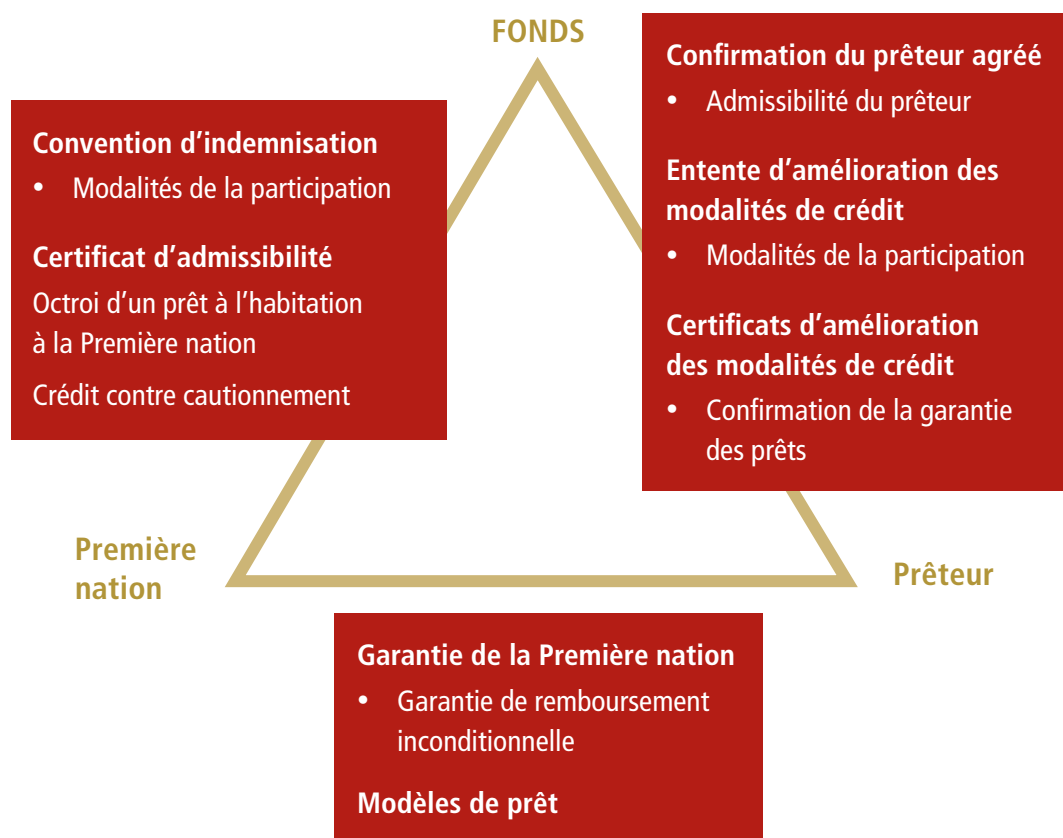 FONDS
Convention d’indemnisation
• Modalités de la participation
Certificat d’admissibilité
Octroi d’un prêt à l’habitation
à la Première nation
Crédit contre cautionnement
Confirmation du prêteur agréé
• Admissibilité du prêteur
Entente d’amélioration des
modalités de crédit
• Modalités de la participation
Certificats d’amélioration
des modalités de crédit
• Confirmation de la garantie
des prêts
Première
nation
Prêteur
Garantie de la Première nation
• Garantie de remboursement
inconditionnelle
Modèles de prêt